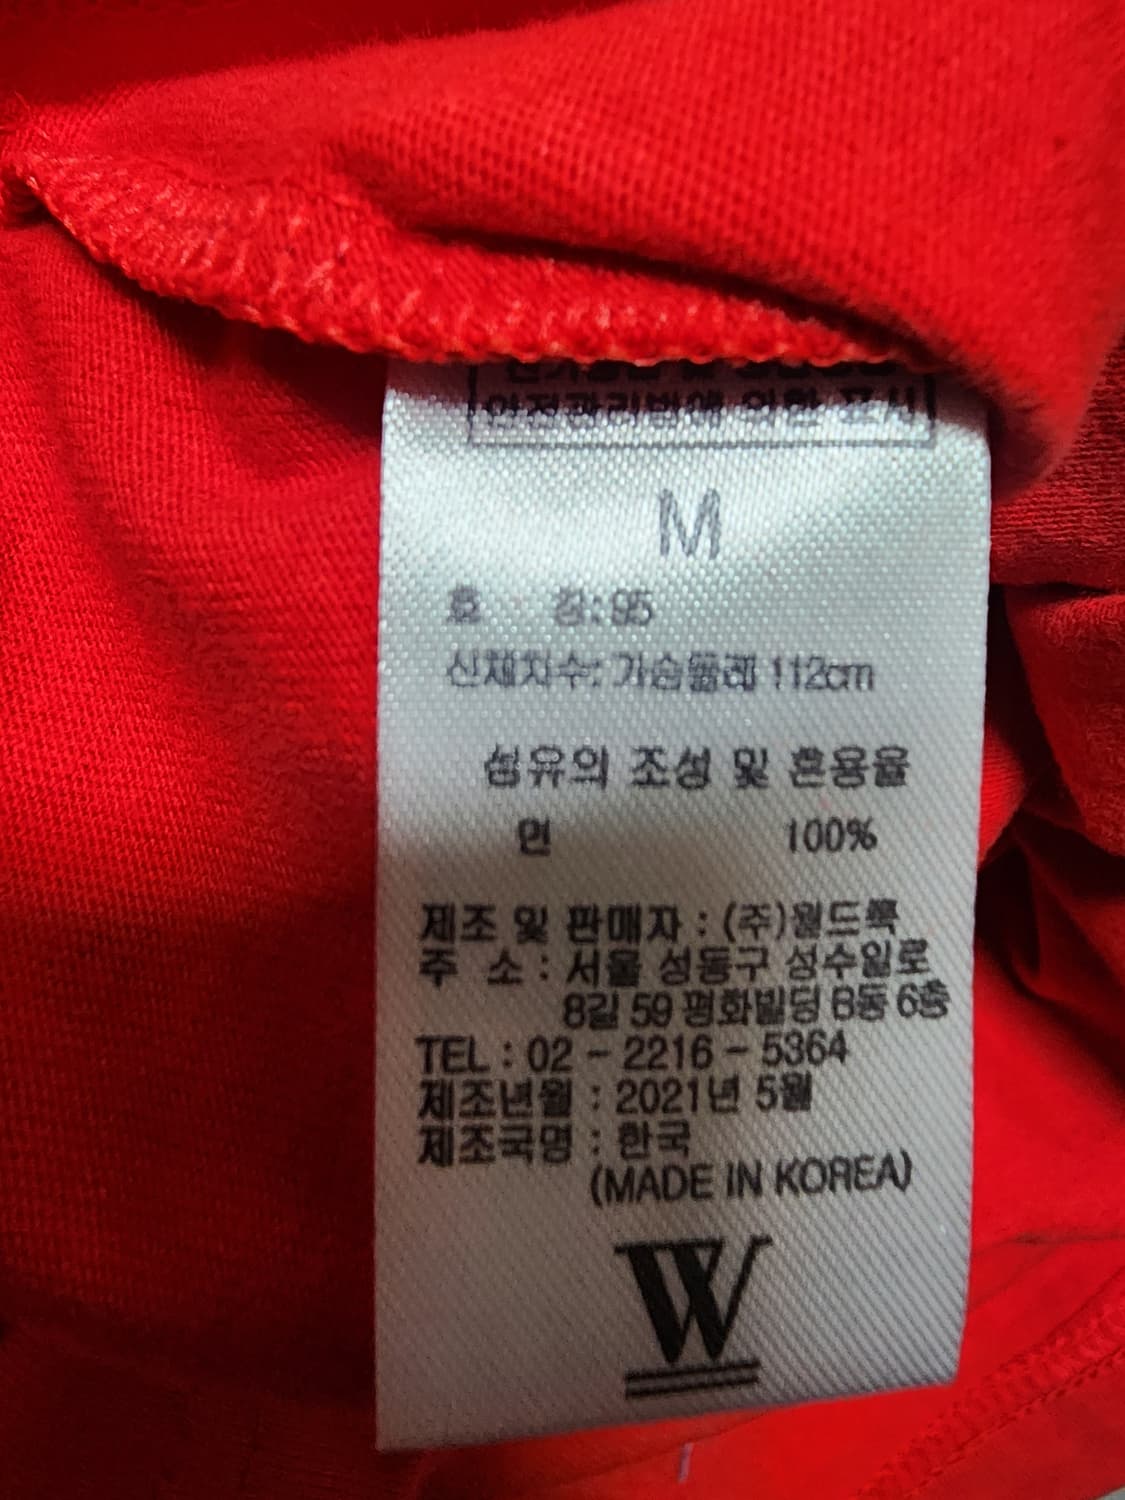 안전관리법에 의한 표시
M
호 칭:95
신체치수: 가슴둘레 112cm
섬유의 조성 및 혼용율
면 100%
제조 및 판매자 : (주)월드룩
주 소 : 서울 성동구 성수일로
8길 59 평화빌딩 B동 6층
TEL : 02 - 2216 - 5364
제조년월 : 2021년 5월
제조국명 : 한국
(MADE IN KOREA)
W